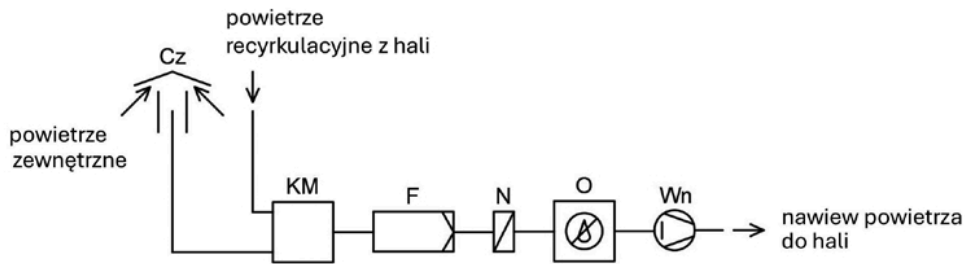 powietrze
recyrkulacyjne z hali
Cz
powietrze
zewnętrzne
KM
F
N
O
Wn
nawiew powietrza
do hali